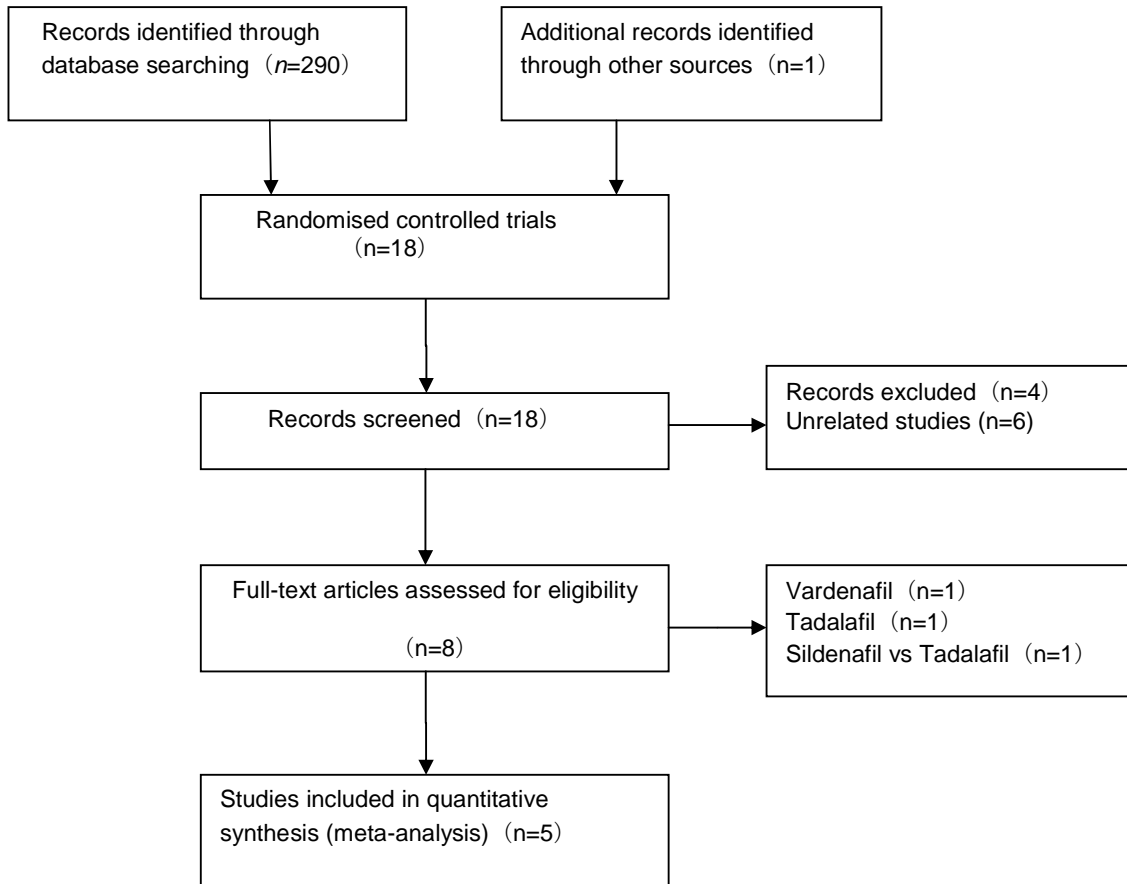 Records identified through
database searching（n=290）
Additional records identified
through other sources（n=1）
Randomised controlled trials
（n=18）
Records screened（n=18）
Records excluded（n=4）
Unrelated studies (n=6)
Full-text articles assessed for eligibility
（n=8）
Vardenafil（n=1）
Tadalafil（n=1）
Sildenafil vs Tadalafil（n=1）
Studies included in quantitative
synthesis (meta-analysis)（n=5）